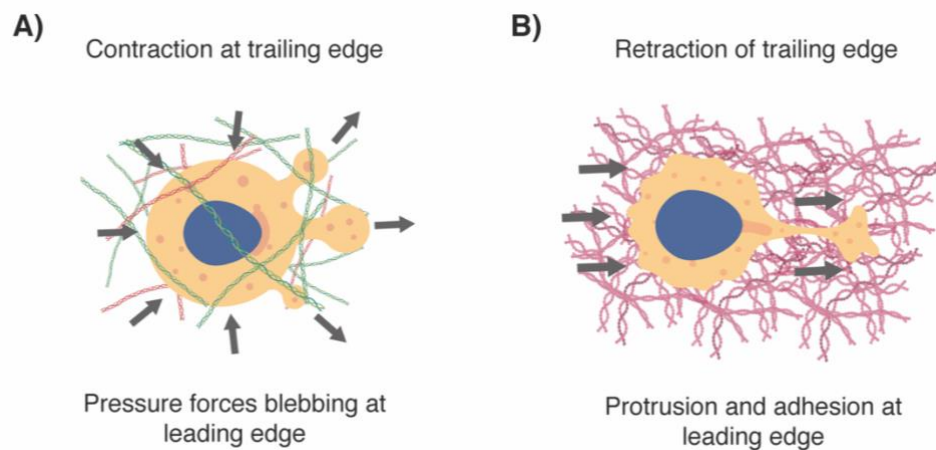 A)
Contraction at trailing edge
Pressure forces blebbing at
leading edge
B)
Retraction of trailing edge
Protrusion and adhesion at
leading edge